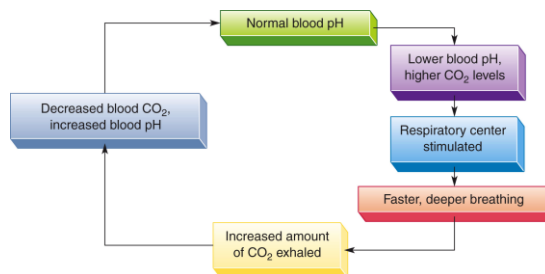 Normal blood pH
Lower blood pH,
higher CO₂ levels
Respiratory center
stimulated
Faster, deeper breathing
Increased amount
of CO₂ exhaled
Decreased blood CO₂,
increased blood pH